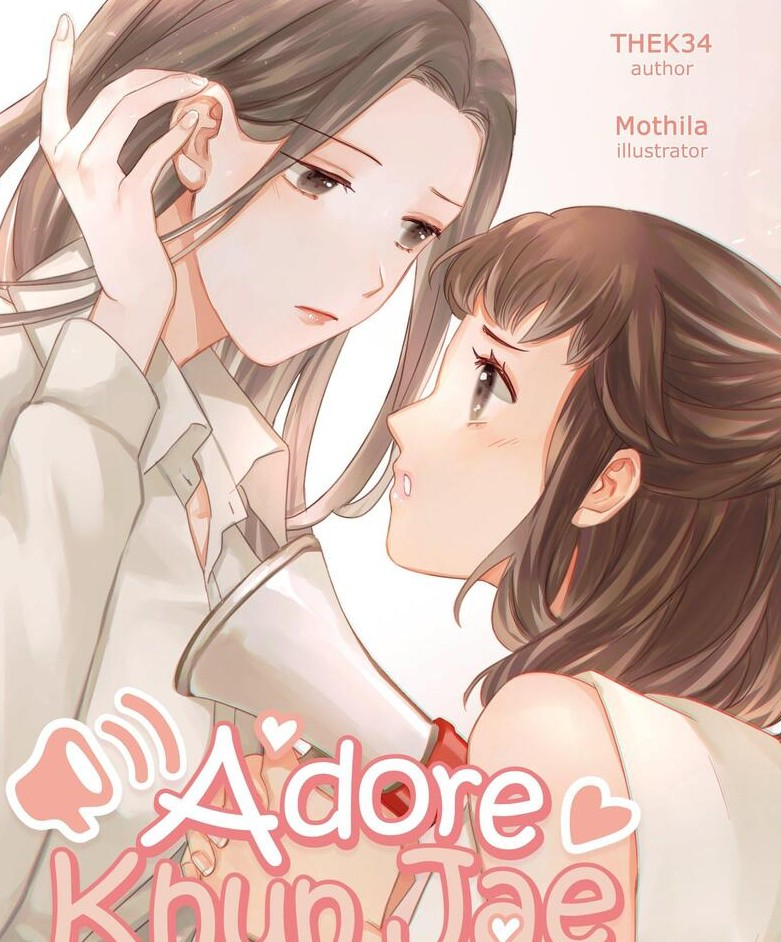 THEK34
author
Mothila
illustrator
Adore
Khun Jae